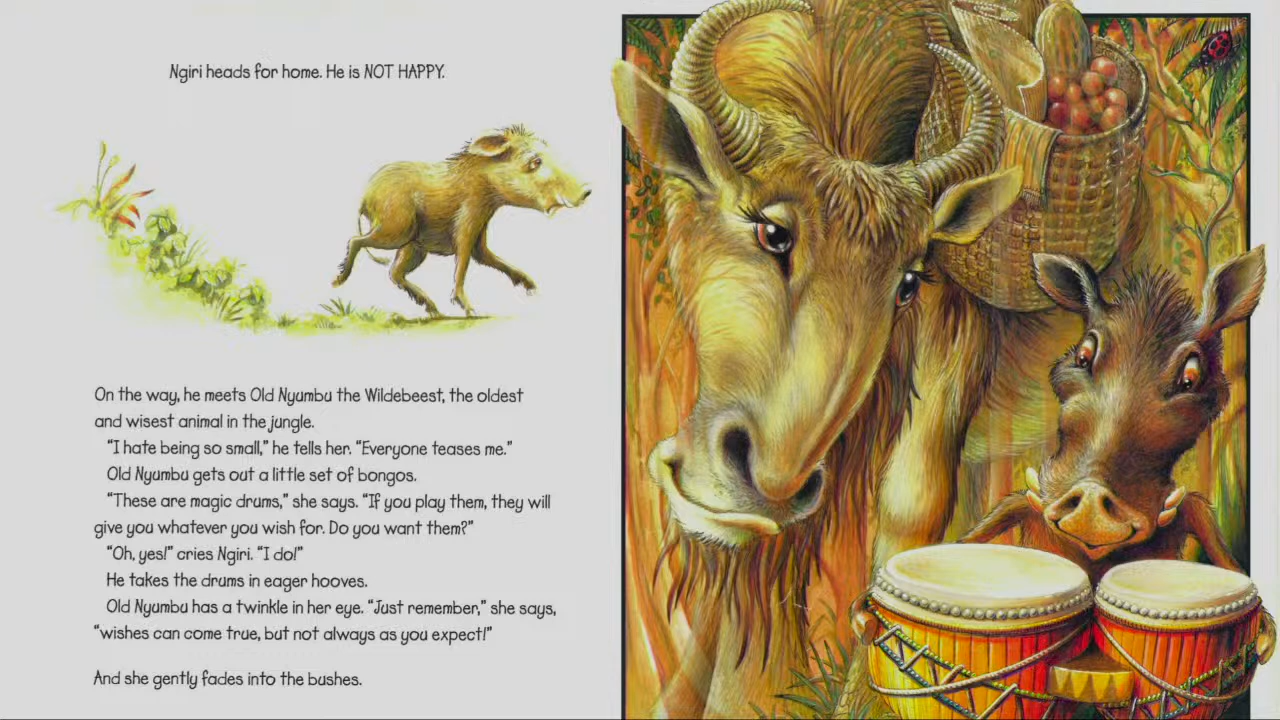 Ngiri heads for home. He is NOT HAPPY.
On the way, he meets Old Nyumbu the Wildebeest, the oldest
and wisest animal in the jungle.
“I hate being so small,” he tells her. “Everyone teases me.”
Old Nyumbu gets out a little set of bongos.
“These are magic drums,” she says. “If you play them, they will
give you whatever you wish for. Do you want them?”
“Oh, yes!” cries Ngiri. “I do!”
He takes the drums in eager hooves.
Old Nyumbu has a twinkle in her eye. “Just remember,” she says,
“wishes can come true, but not always as you expect!”
And she gently fades into the bushes.